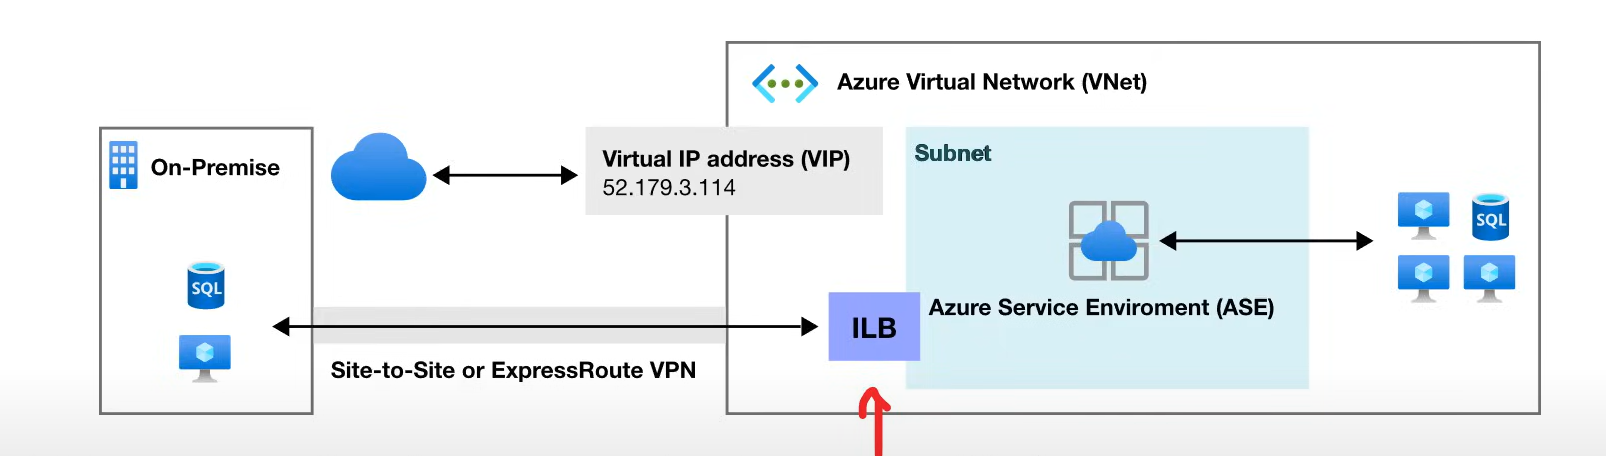 Azure Virtual Network (VNet)
On-Premise
Virtual IP address (VIP)
52.179.3.114
Subnet
SQL
SQL
ILB
Azure Service Enviroment (ASE)
Site-to-Site or ExpressRoute VPN